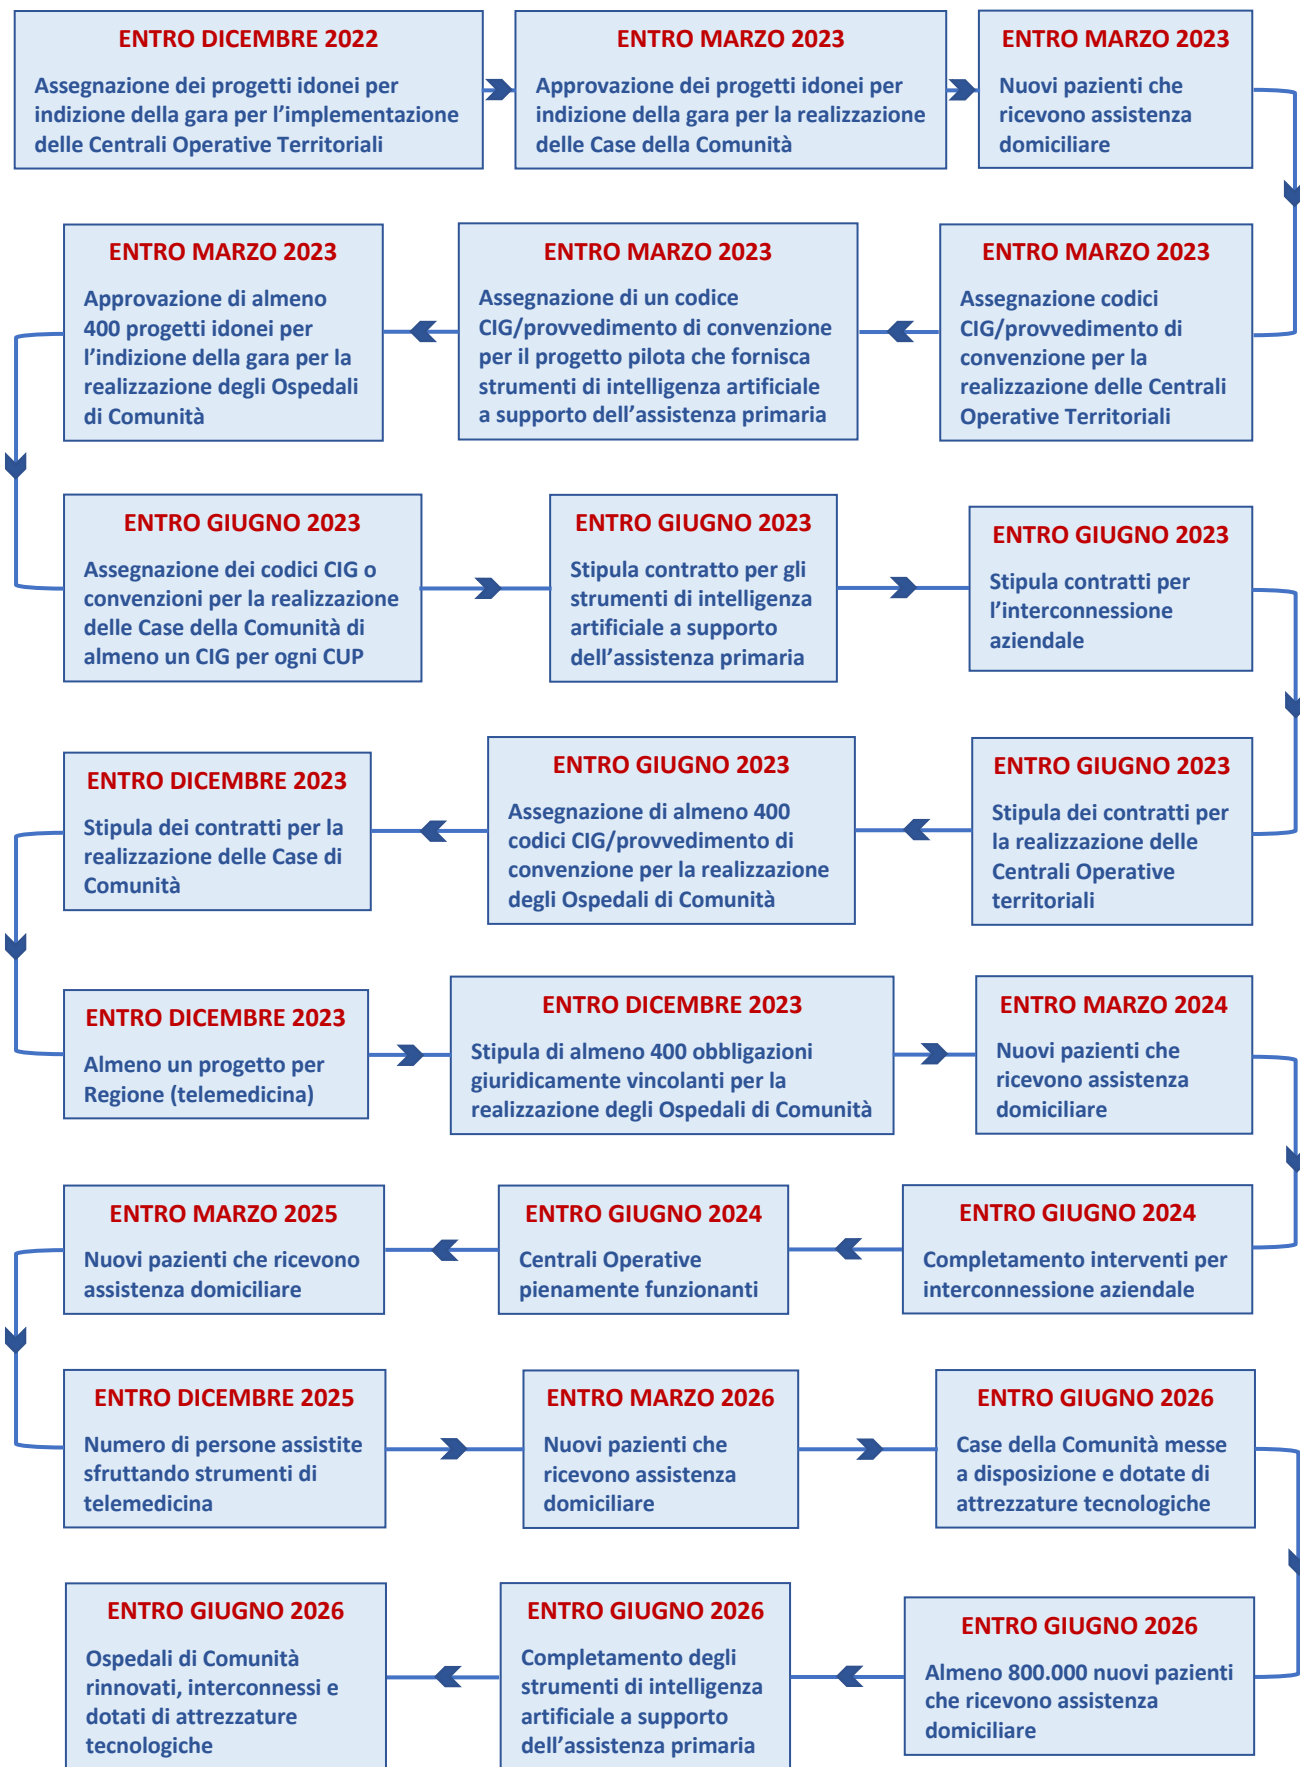 ENTRO DICEMBRE 2022
Assegnazione dei progetti idonei per
indizione della gara per l'implementazione
delle Centrali Operative Territoriali
ENTRO MARZO 2023
Approvazione dei progetti idonei per
indizione della gara per la realizzazione
delle Case della Comunità
ENTRO MARZO 2023
Nuovi pazienti che
ricevono assistenza
domiciliare
ENTRO MARZO 2023
Assegnazione codici
CIG/provvedimento di
convenzione per la
realizzazione delle Centrali
Operative Territoriali
ENTRO MARZO 2023
Assegnazione di un codice
CIG/provvedimento di convenzione
per il progetto pilota che fornisca
strumenti di intelligenza artificiale
a supporto dell'assistenza primaria
ENTRO MARZO 2023
Approvazione di almeno
400 progetti idonei per
l'indizione della gara per la
realizzazione degli Ospedali
di Comunità
ENTRO GIUGNO 2023
Assegnazione dei codici CIG o
convenzioni per la realizzazione
delle Case della Comunità di
almeno un CIG per ogni CUP
ENTRO GIUGNO 2023
Stipula contratto per gli
strumenti di intelligenza
artificiale a supporto
dell'assistenza primaria
ENTRO GIUGNO 2023
Stipula contratti per
l'interconnessione
aziendale
ENTRO GIUGNO 2023
Stipula dei contratti per
la realizzazione delle
Centrali Operative
territoriali
ENTRO GIUGNO 2023
Assegnazione di almeno 400
codici CIG/provvedimento di
convenzione per la realizzazione
degli Ospedali di Comunità
ENTRO DICEMBRE 2023
Stipula dei contratti per la
realizzazione delle Case di
Comunità
ENTRO DICEMBRE 2023
Almeno un progetto per
Regione (telemedicina)
ENTRO DICEMBRE 2023
Stipula di almeno 400 obbligazioni
giuridicamente vincolanti per la
realizzazione degli Ospedali di Comunità
ENTRO MARZO 2024
Nuovi pazienti che
ricevono assistenza
domiciliare
ENTRO GIUGNO 2024
Completamento interventi per
interconnessione aziendale
ENTRO GIUGNO 2024
Centrali Operative
pienamente funzionanti
ENTRO MARZO 2025
Nuovi pazienti che ricevono
assistenza domiciliare
ENTRO DICEMBRE 2025
Numero di persone assistite
sfruttando strumenti di
telemedicina
ENTRO MARZO 2026
Nuovi pazienti che
ricevono assistenza
domiciliare
ENTRO GIUGNO 2026
Case della Comunità messe
a disposizione e dotate di
attrezzature tecnologiche
ENTRO GIUGNO 2026
Almeno 800.000 nuovi pazienti
che ricevono assistenza
domiciliare
ENTRO GIUGNO 2026
Completamento degli
strumenti di intelligenza
artificiale a supporto
dell'assistenza primaria
ENTRO GIUGNO 2026
Ospedali di Comunità
rinnovati, interconnessi e
dotati di attrezzature
tecnologiche